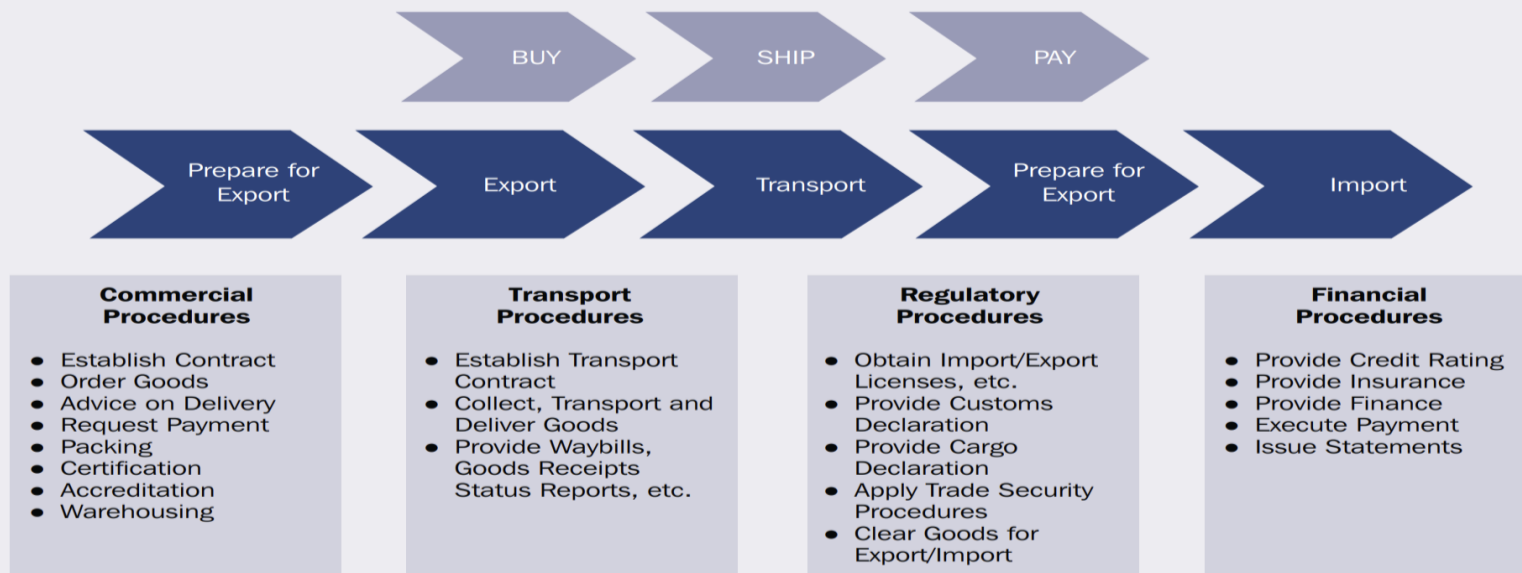 BUY
SHIP
PAY
Prepare for
Export
Export
Transport
Prepare for
Export
Import
Commercial
Procedures
● Establish Contract
● Order Goods
● Advice on Delivery
● Request Payment
● Packing
● Certification
● Accreditation
● Warehousing
Transport
Procedures
● Establish Transport
Contract
● Collect, Transport and
Deliver Goods
● Provide Waybills,
Goods Receipts
Status Reports, etc.
Regulatory
Procedures
● Obtain Import/Export
Licenses, etc.
● Provide Customs
Declaration
● Provide Cargo
Declaration
● Apply Trade Security
Procedures
● Clear Goods for
Export/Import
Financial
Procedures
● Provide Credit Rating
● Provide Insurance
● Provide Finance
● Execute Payment
● Issue Statements